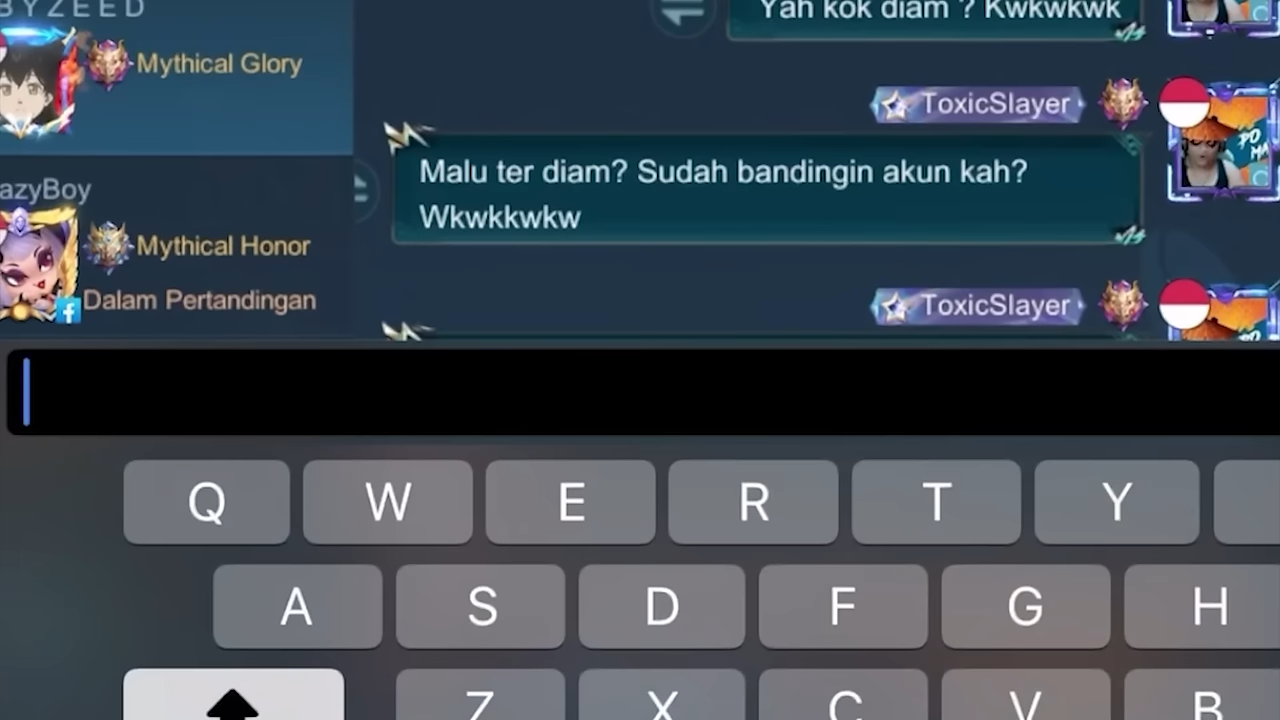 BYZEED
Mythical Glory
azyBoy
Mythical Honor
Dalam Pertandingan
Yah kok diam ? Kwkwkwk
ToxicSlayer
Malu ter diam? Sudah bandingin akun kah?
Wkwkkwkw
ToxicSlayer
Q W E R T Y
A S D F G H
Z X C V B